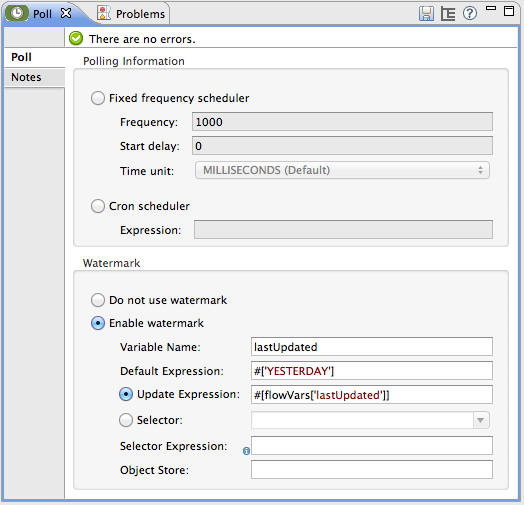 Poll Problems
There are no errors.
Poll
Notes
Polling Information
Fixed frequency scheduler
Frequency: 1000
Start delay: 0
Time unit: MILLISECONDS (Default)
Cron scheduler
Expression:
Watermark
Do not use watermark
Enable watermark
Variable Name: lastUpdated
Default Expression: #['YESTERDAY']
Update Expression: #[flowVars['lastUpdated']]
Selector:
Selector Expression:
Object Store: